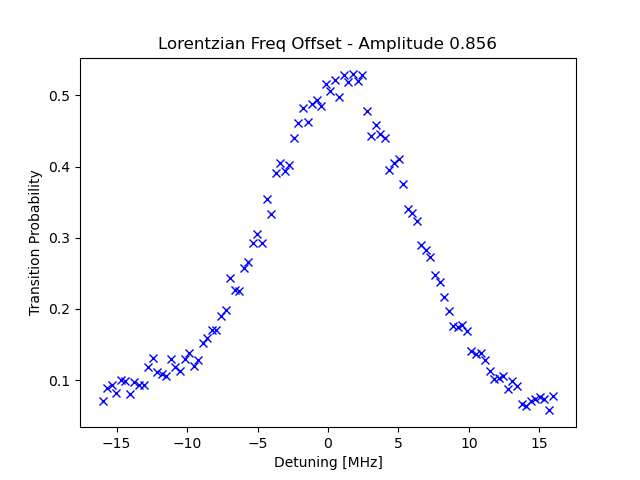 Lorentzian Freq Offset - Amplitude 0.856
Transition Probability
0.5
0.4
0.3
0.2
0.1
−15 −10 −5 0 5 10 15
Detuning [MHz]